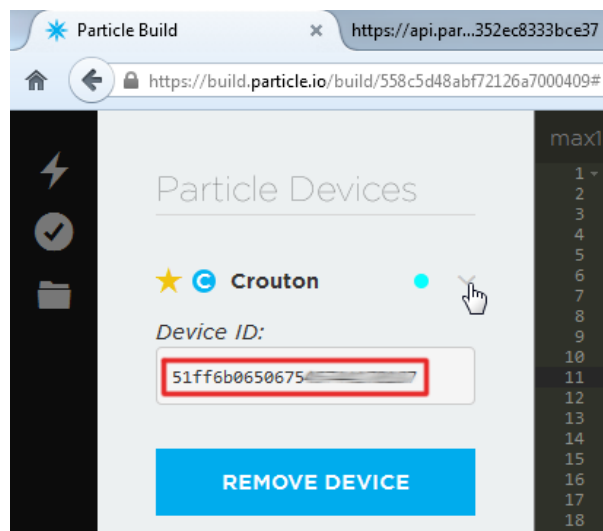 Particle Build
https://api.par...352ec8333bce37
https://build.particle.io/build/558c5d48abf72126a7000409#
max1
Particle Devices
Crouton
Device ID:
51ff6b0650675
REMOVE DEVICE
1
2
3
4
5
6
7
8
9
10
11
12
13
14
15
16
17
18